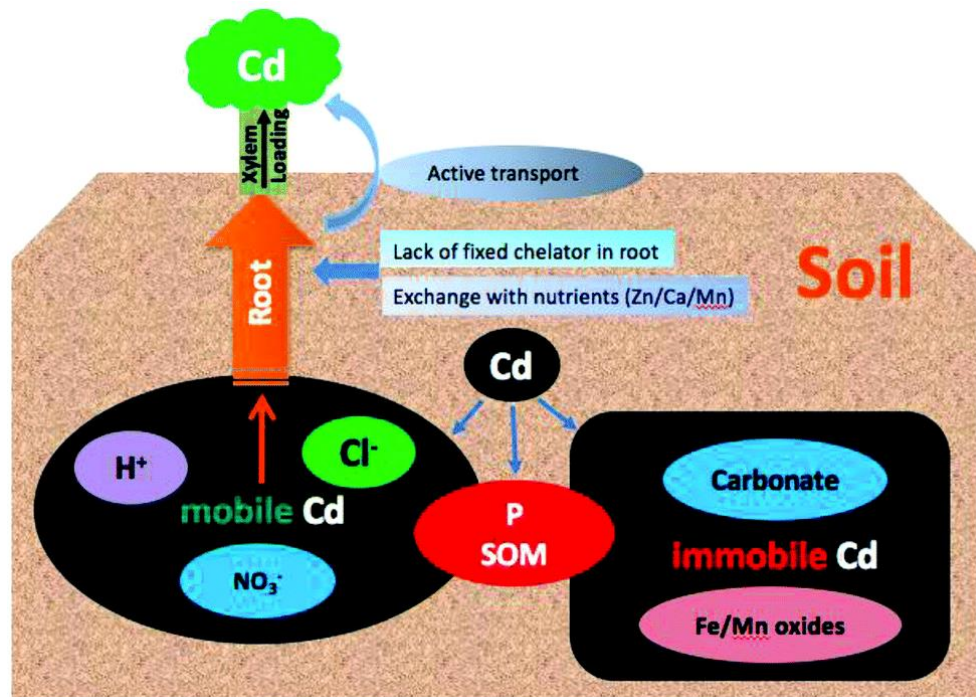 Cd
Xylem
Loading
Active transport
Lack of fixed chelator in root
Exchange with nutrients (Zn/Ca/Mn)
Soil
Root
Cd
H⁺
Cl⁻
mobile Cd
NO₃⁻
P
SOM
Carbonate
immobile Cd
Fe/Mn oxides